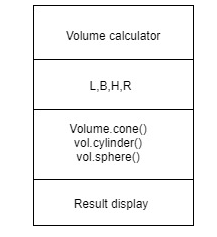 Volume calculator
L,B,H,R
Volume.cone()
vol.cylinder()
vol.sphere()
Result display